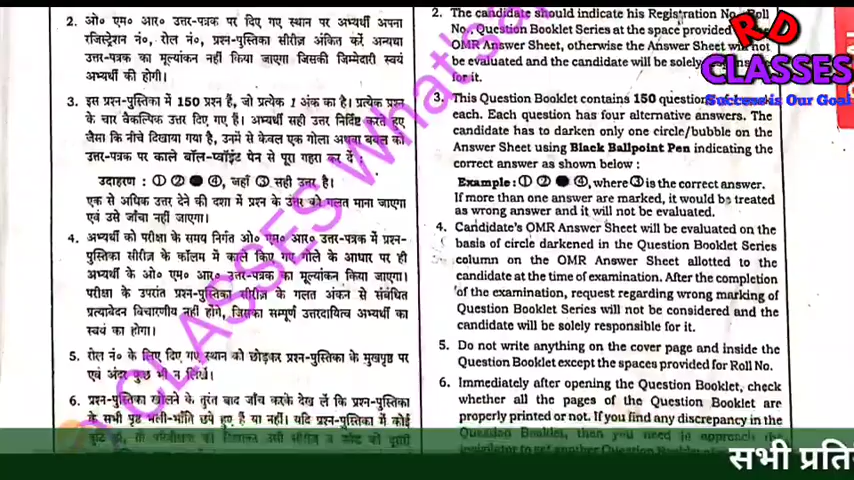 2. ओ० एम० आर० उत्तर-पत्रक पर दिए गए स्थान पर अभ्यर्थी अपना
रजिस्ट्रेशन नं०, रोल नं०, प्रश्न-पुस्तिका सीरीज अंकित करें अन्यथा
उत्तर-पत्रक का मूल्यांकन नहीं किया जाएगा जिसकी जिम्मेदारी स्वयं
अभ्यर्थी की होगी।
3. इस प्रश्न-पुस्तिका में 150 प्रश्न हैं, जो प्रत्येक 1 अंक का है। प्रत्येक प्रश्न
के चार वैकल्पिक उत्तर दिए गए हैं। अभ्यर्थी सही उत्तर निर्दिष्ट करते हुए
जैसा कि नीचे दिखाया गया है, उनमें से केवल एक गोला अथवा बबल को
उत्तर-पत्रक पर काले बॉल-प्वॉइंट पेन से पूरा गहरा कर दें :
उदाहरण : ① ② ● ④, जहाँ ③ सही उत्तर है।
एक से अधिक उत्तर देने की दशा में प्रश्न के उत्तर को गलत माना जाएगा
एवं उसे जाँचा नहीं जाएगा।
4. अभ्यर्थी को परीक्षा के समय निर्गत ओ० एम० आर० उत्तर-पत्रक में प्रश्न-
पुस्तिका सीरीज के कॉलम में काले किए गए गोले के आधार पर ही
अभ्यर्थी के ओ० एम० आर० उत्तर-पत्रक का मूल्यांकन किया जाएगा।
परीक्षा के उपरांत प्रश्न-पुस्तिका सीरीज के गलत अंकन से संबंधित
प्रत्यावेदन विचारणीय नहीं होंगे, जिसका सम्पूर्ण उत्तरदायित्व अभ्यर्थी का
स्वयं का होगा।
5. रोल नं० के लिए दिए गए स्थान को छोड़कर प्रश्न-पुस्तिका के मुखपृष्ठ पर
एवं अंदर कुछ भी न लिखें।
6. प्रश्न-पुस्तिका खोलने के तुरंत बाद जाँच करके देख लें कि प्रश्न-पुस्तिका
के सभी पृष्ठ भली-भाँति छपे हुए हैं या नहीं। यदि प्रश्न-पुस्तिका में कोई
2. The candidate should indicate his Registration No., Roll
No., Question Booklet Series at the space provided
OMR Answer Sheet, otherwise the Answer Sheet will not
be evaluated and the candidate will be solely
for it.
3. This Question Booklet contains 150 questions
each. Each question has four alternative answers. The
candidate has to darken only one circle/bubble on the
Answer Sheet using Black Ballpoint Pen indicating the
correct answer as shown below :
Example : ① ② ● ④, where ③ is the correct answer.
If more than one answer are marked, it would be treated
as wrong answer and it will not be evaluated.
4. Candidate's OMR Answer Sheet will be evaluated on the
basis of circle darkened in the Question Booklet Series
column on the OMR Answer Sheet allotted to the
candidate at the time of examination. After the completion
of the examination, request regarding wrong marking of
Question Booklet Series will not be considered and the
candidate will be solely responsible for it.
5. Do not write anything on the cover page and inside the
Question Booklet except the spaces provided for Roll No.
6. Immediately after opening the Question Booklet, check
whether all the pages of the Question Booklet are
properly printed or not. If you find any discrepancy in the
Question Booklet, then you need to approach the
RD
CLASSES
Success is Our Goal
CLASSES What's
सभी